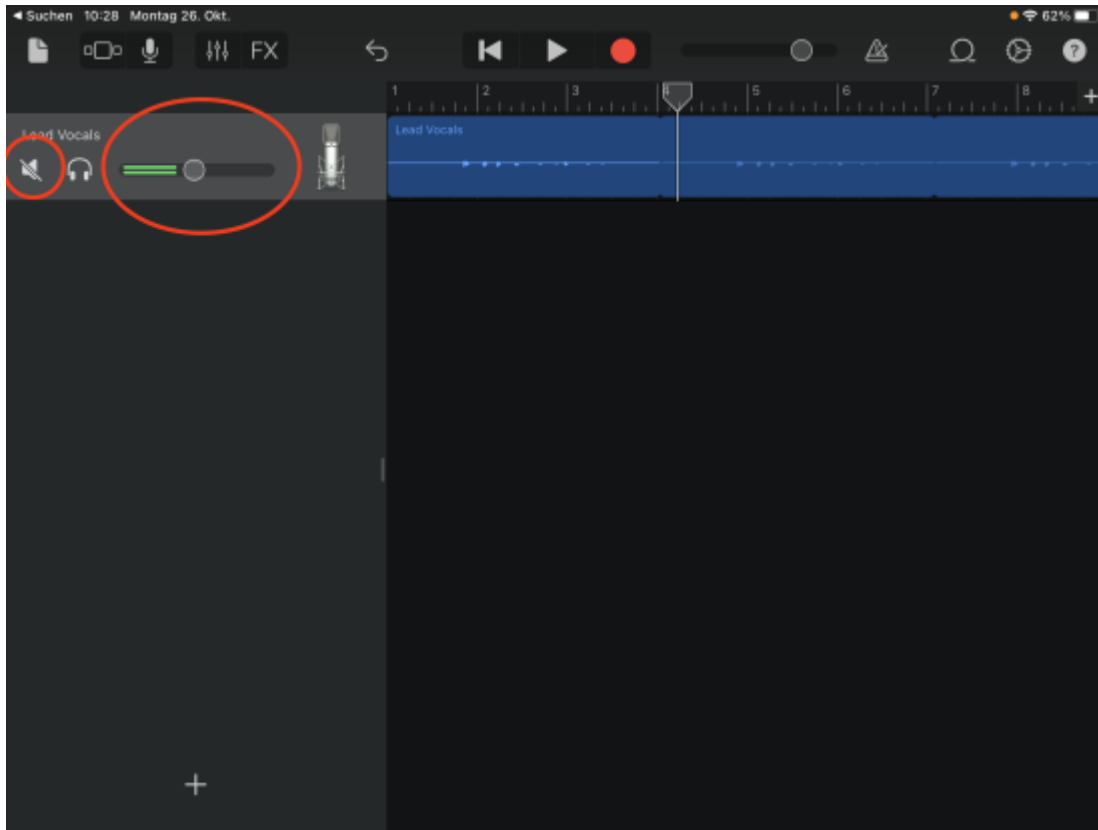 ◀ Suchen 10:28 Montag 26. Okt. 62%
FX ?
1 2 3 4 5 6 7 8 +
Lead Vocals
Lead Vocals
+